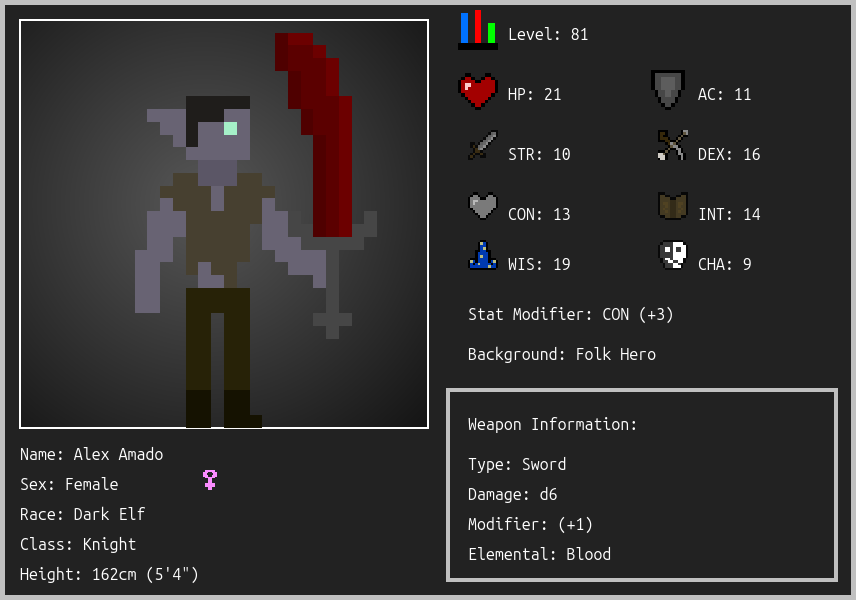 Level: 81
HP: 21
AC: 11
STR: 10
DEX: 16
CON: 13
INT: 14
WIS: 19
CHA: 9
Stat Modifier: CON (+3)
Background: Folk Hero
Weapon Information:
Type: Sword
Damage: d6
Modifier: (+1)
Elemental: Blood
Name: Alex Amado
Sex: Female
Race: Dark Elf
Class: Knight
Height: 162cm (5'4")